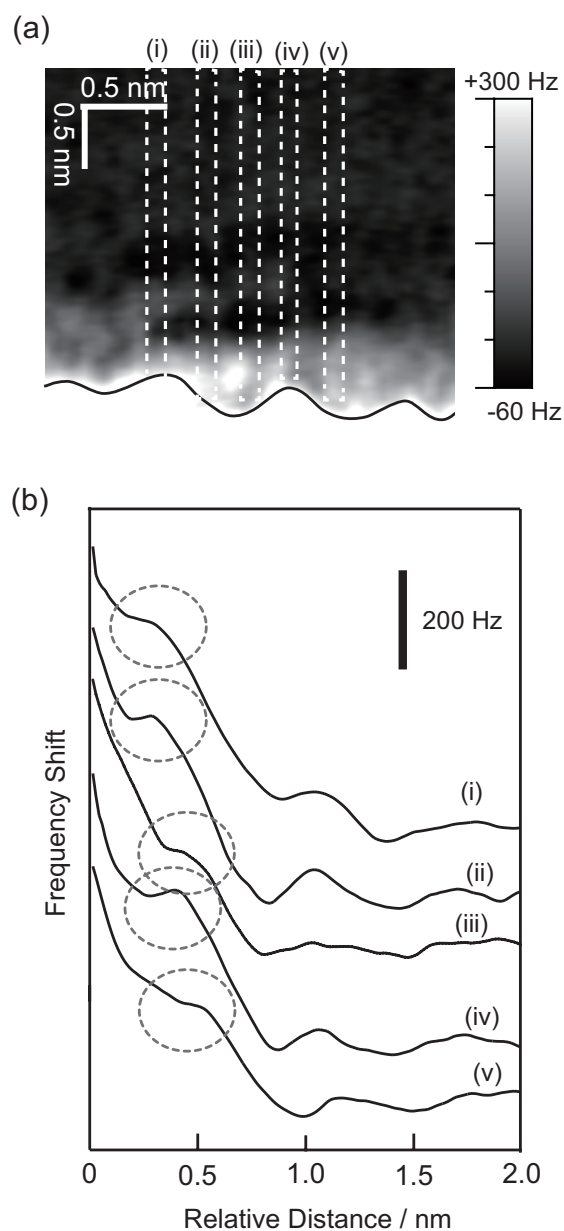 (a)
(i) (ii) (iii) (iv) (v)
0.5 nm
0.5 nm
+300 Hz
-60 Hz
(b)
200 Hz
(i)
(ii)
(iii)
(iv)
(v)
Frequency Shift
0 0.5 1.0 1.5 2.0
Relative Distance / nm